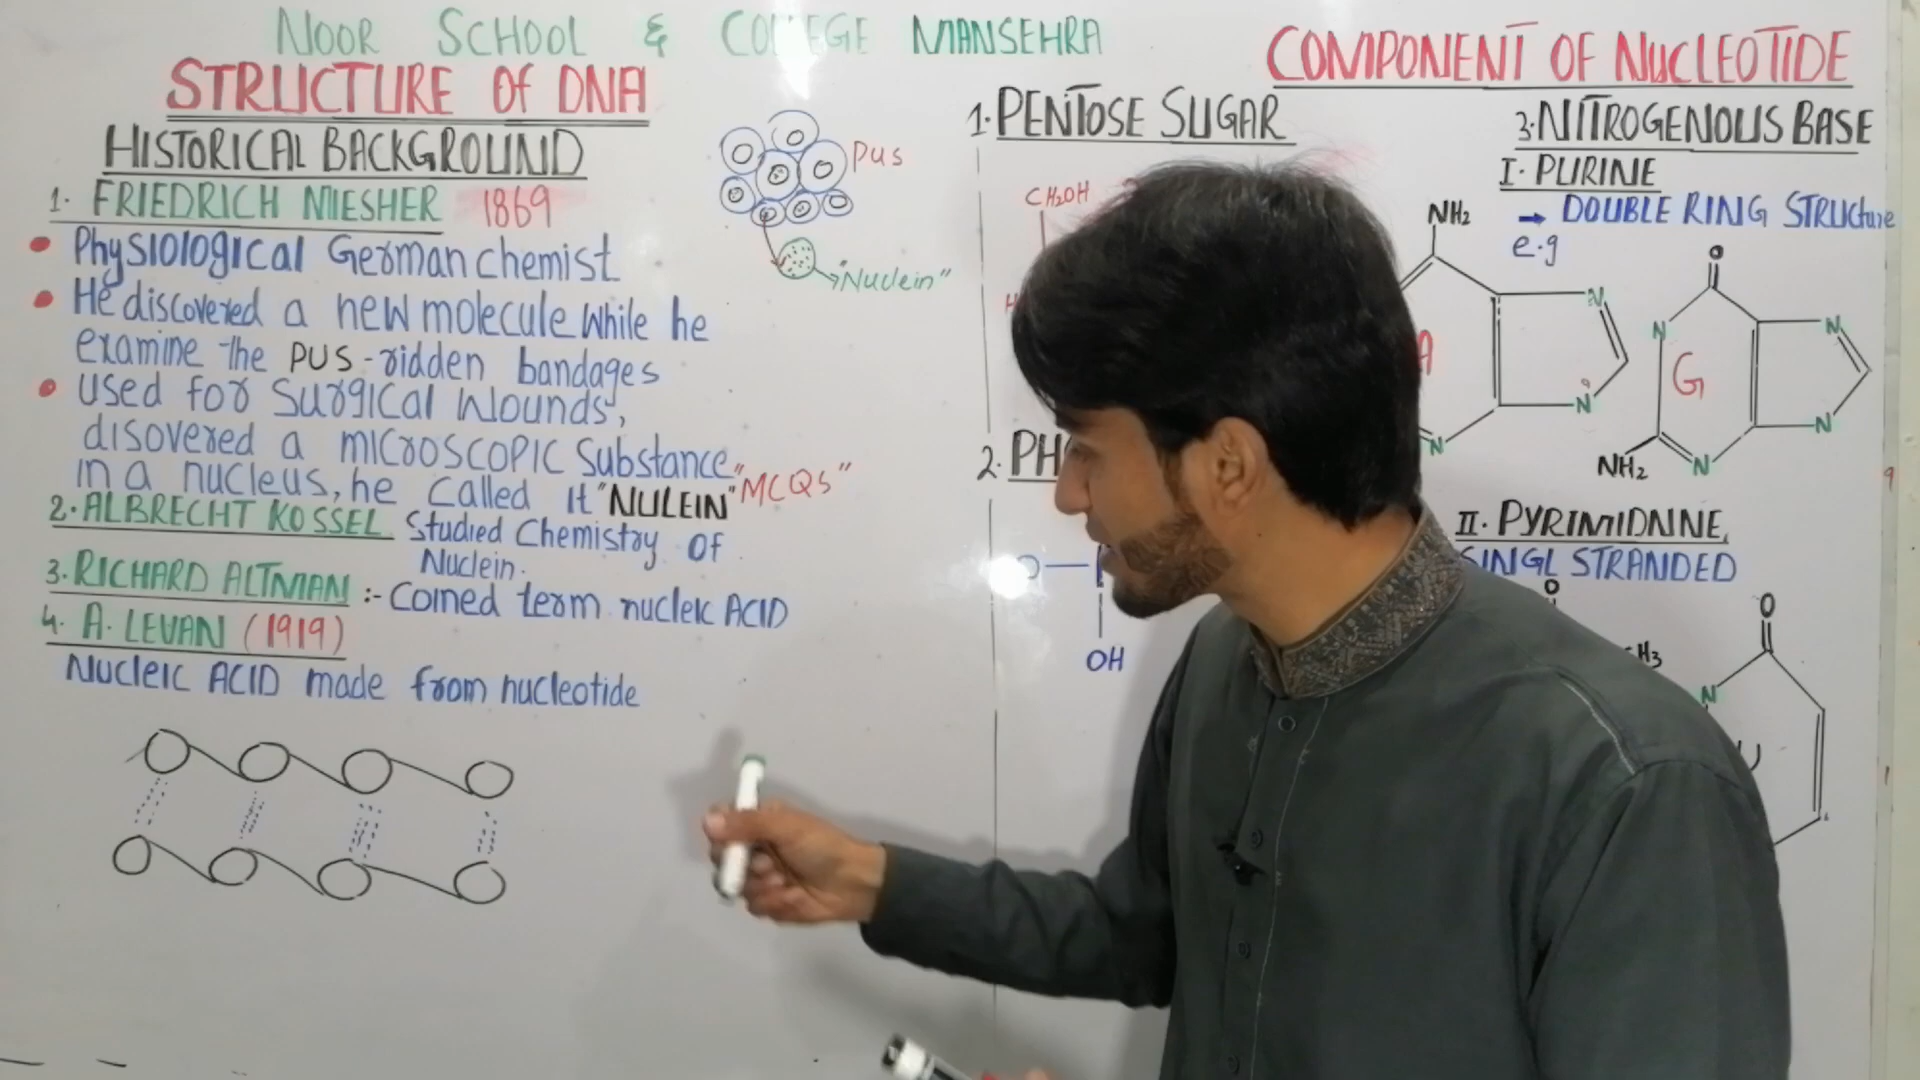 NOOR SCHOOL & COLLEGE MANSEHRA
STRUCTURE Of DNA
HISTORICAL BACKGROUND
1. FRIEDRICH MIESHER 1869
Physiological German chemist
He discovered a new molecule while he
examine the PUS-ridden bandages
used for Surgical Wounds,
disovered a microscopic Substance
in a nucleus, he called it "NULEIN" "MCQS"
2. ALBRECHT KOSSEL Studied Chemistry of
Nuclein.
3. RICHARD ALTMAN :- Coined term nucleic ACID
4. A. LEVAN (1919)
Nucleic ACID made from nucleotide
Pus
"Nuclein"
COMPONENT OF NUCLEOTIDE
1. PENTOSE SUGAR
CH2OH
H
2. PH
O
OH
3. NITROGENOUS BASE
I. PURINE
→ DOUBLE RING STRUCture
e.g
NH2
N
A
N
N
O
N
N
G
NH2
N
N
II. PYRIMIDNINE,
SINGL STRANDED
O
O
H3
N
U